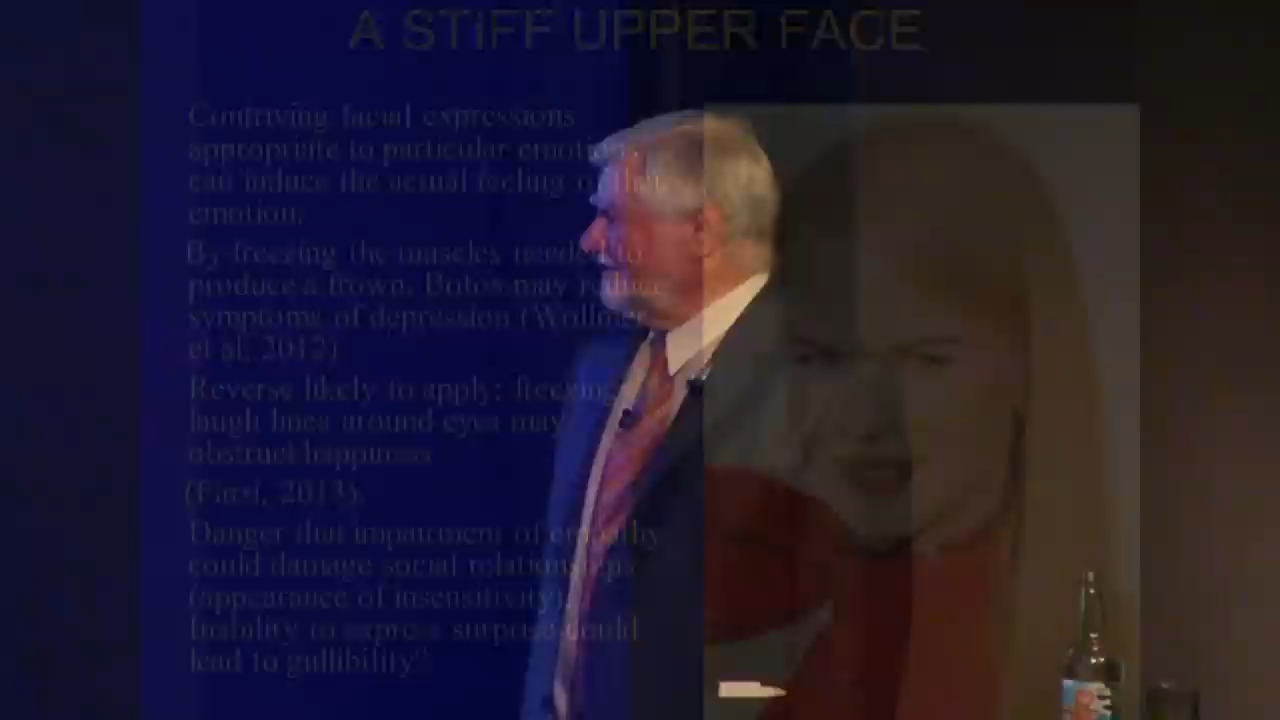 A STIFF UPPER FACE
Contriving facial expressions
appropriate to particular emotions
can induce the actual feeling of that
emotion.
By freezing the muscles needed to
produce a frown, Botox may reduce
symptoms of depression (Wollmer
et al, 2012)
Reverse likely to apply: freezing
laugh lines around eyes may
obstruct happiness
(Finzi, 2013).
Danger that impairment of empathy
could damage social relationships
(appearance of insensitivity).
Inability to express surprise could
lead to gullibility?